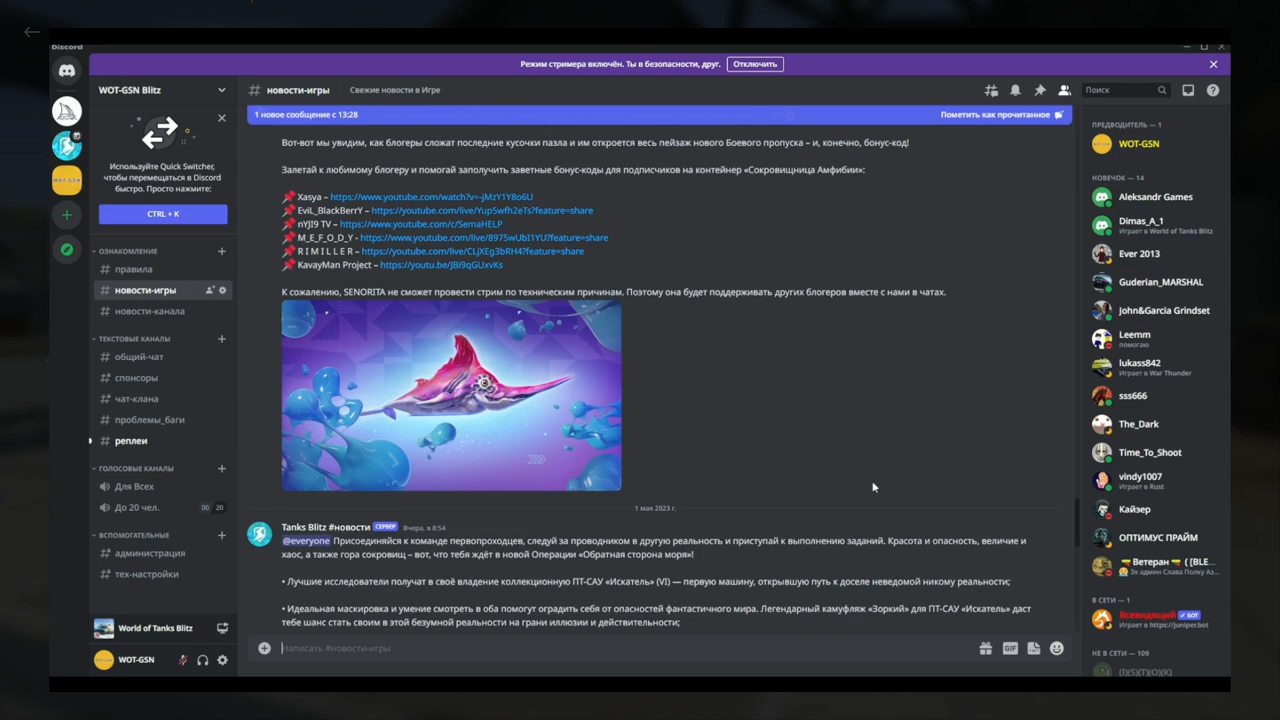 Discord
Режим стримера включён. Ты в безопасности, друг.
Отключить
WOT-GSN
WOT-GSN Blitz
Используйте Quick Switcher,
чтобы перемещаться в Discord
быстро. Просто нажмите:
CTRL + K
ОЗНАКОМЛЕНИЕ
правила
новости-игры
новости-канала
ТЕКСТОВЫЕ КАНАЛЫ
общий-чат
спонсоры
чат-клана
проблемы_баги
реплеи
ГОЛОСОВЫЕ КАНАЛЫ
Для Всех
До 20 чел. 00 20
ВСПОМОГАТЕЛЬНЫЕ
администрация
тех-настройки
World of Tanks Blitz
WOT-GSN
новости-игры
Свежие новости в Игре
Поиск
1 новое сообщение с 13:28
Пометить как прочитанное
Вот-вот мы увидим, как блогеры сложат последние кусочки пазла и им откроется весь пейзаж нового Боевого пропуска – и, конечно, бонус-код!
Залетай к любимому блогеру и помогай заполучить заветные бонус-коды для подписчиков на контейнер «Сокровищница Амфибии»:
Xasya – https://www.youtube.com/watch?v=-jMzY1Y8o6U
EviL_BlackBerrY – https://youtube.com/live/Yup5wfh2eTs?feature=share
nYJI9 TV – https://www.youtube.com/c/SemaHELP
M_E_F_O_D_Y - https://www.youtube.com/live/8975wUbI1YU?feature=share
R I M I L L E R – https://youtube.com/live/CLjXEg3bRH4?feature=share
KavayMan Project – https://youtu.be/JBi9qGUxvKs
К сожалению, SENORITA не сможет провести стрим по техническим причинам. Поэтому она будет поддерживать других блогеров вместе с нами в чатах.
1 мая 2023 г.
Tanks Blitz #новости СЕРВЕР Вчера, в 8:54
@everyone Присоединяйся к команде первопроходцев, следуй за проводником в другую реальность и приступай к выполнению заданий. Красота и опасность, величие и
хаос, а также гора сокровищ – вот, что тебя ждёт в новой Операции «Обратная сторона моря»!
• Лучшие исследователи получат в своё владение коллекционную ПТ-САУ «Искатель» (VI) — первую машину, открывшую путь к доселе неведомой никому реальности;
• Идеальная маскировка и умение смотреть в оба помогут оградить себя от опасностей фантастичного мира. Легендарный камуфляж «Зоркий» для ПТ-САУ «Искатель» даст
тебе шанс стать своим в этой безумной реальности на грани иллюзии и действительности;
Написать #новости-игры
GIF
ПРЕДВОДИТЕЛЬ — 1
WOT-GSN
НОВИЧОК — 14
Aleksandr Games
Dimas_A_1
Играет в World of Tanks Blitz
Ever 2013
Guderian_MARSHAL
John&Garcia Grindset
Leemm
помогаю
lukass842
Играет в War Thunder
sss666
The_Dark
Time_To_Shoot
vindy1007
Играет в Rust
Кайзер
ОПТИМУС ПРАЙМ
Ветеран ( [BLE...
Эх админ Слава Полку Аз...
В СЕТИ — 1
Всевидящий БОТ
Играет в https://juniper.bot
НЕ В СЕТИ — 109
(I)(S)(T)(O)(K)